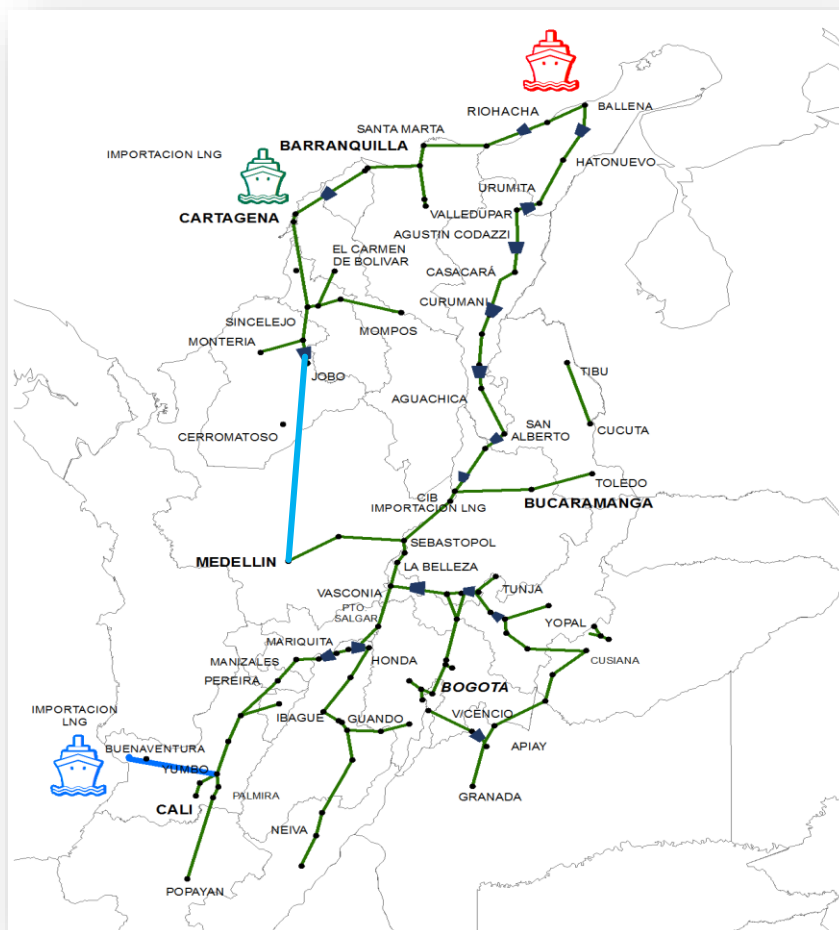 RIOHACHA
BALLENA
SANTA MARTA
BARRANQUILLA
IMPORTACION LNG
HATONUEVO
URUMITA
CARTAGENA
VALLEDUPAR
AGUSTIN CODAZZI
EL CARMEN
DE BOLIVAR
CASACARÁ
CURUMANI
SINCELEJO
MOMPOS
MONTERIA
JOBO
TIBU
AGUACHICA
SAN
ALBERTO
CERROMATOSO
CUCUTA
TOLEDO
CIB
IMPORTACION LNG
BUCARAMANGA
SEBASTOPOL
MEDELLIN
LA BELLEZA
VASCONIA
TUNJA
PTO
SALGAR
YOPAL
MARIQUITA
MANIZALES
HONDA
CUSIANA
PEREIRA
BOGOTA
IMPORTACION
LNG
IBAGUE
GUANDO
V/CENCIO
BUENAVENTURA
APIAY
YUMBO
PALMIRA
GRANADA
CALI
NEIVA
POPAYAN